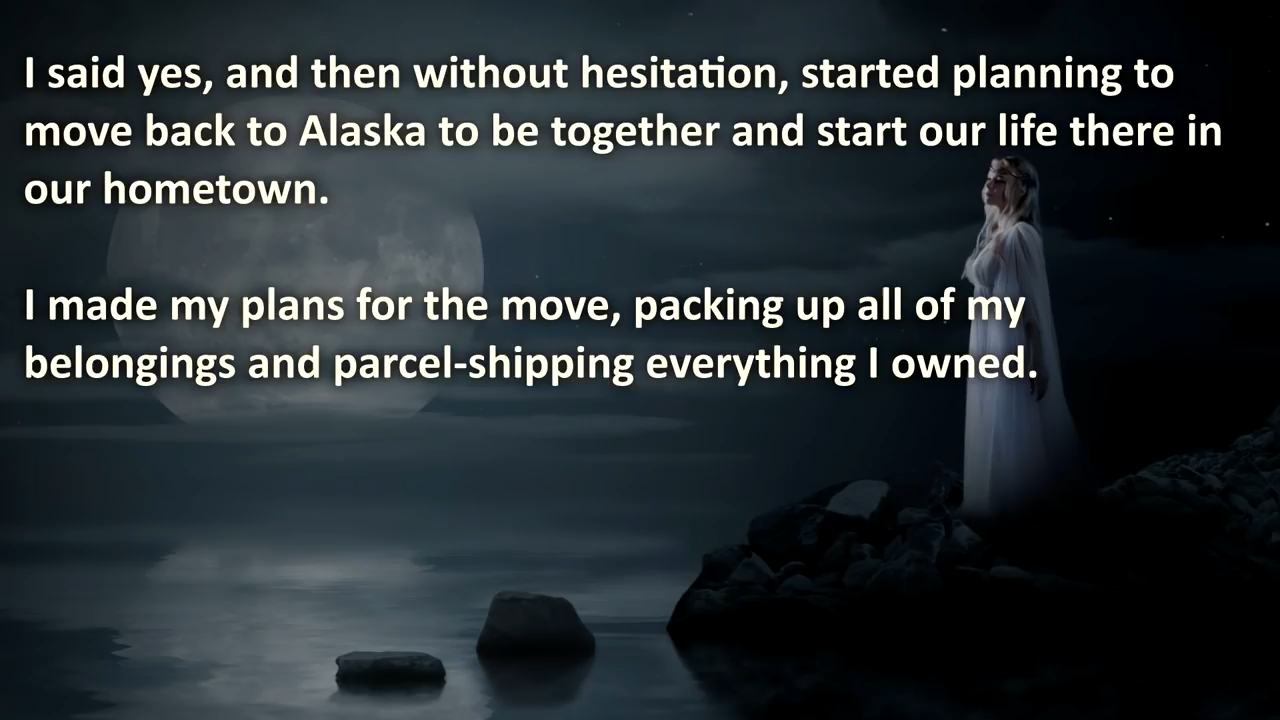 I said yes, and then without hesitation, started planning to
move back to Alaska to be together and start our life there in
our hometown.
I made my plans for the move, packing up all of my
belongings and parcel-shipping everything I owned.